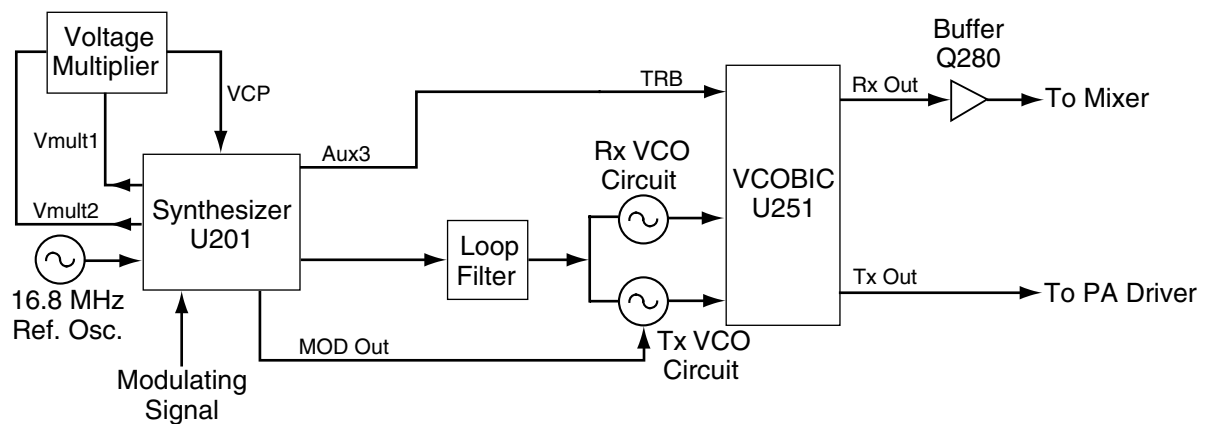 Voltage
Multiplier
Buffer
Q280
VCP
TRB
Rx Out
To Mixer
Vmult1
Aux3
Rx VCO
Circuit
VCOBIC
U251
Vmult2
Synthesizer
U201
Loop
Filter
16.8 MHz
Ref. Osc.
Tx Out
To PA Driver
MOD Out
Tx VCO
Circuit
Modulating
Signal